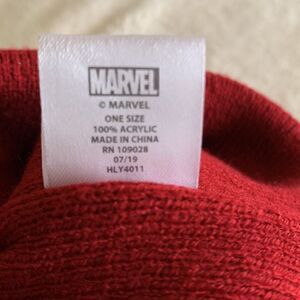 MARVEL
© MARVEL
ONE SIZE
100% ACRYLIC
MADE IN CHINA
RN 109028
07/19
HLY4011